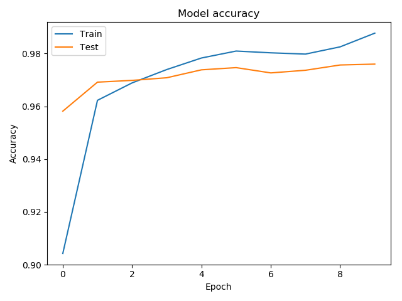 Model accuracy
Train
Test
0.98
0.96
0.94
0.92
0.90
Accuracy
0 2 4 6 8
Epoch